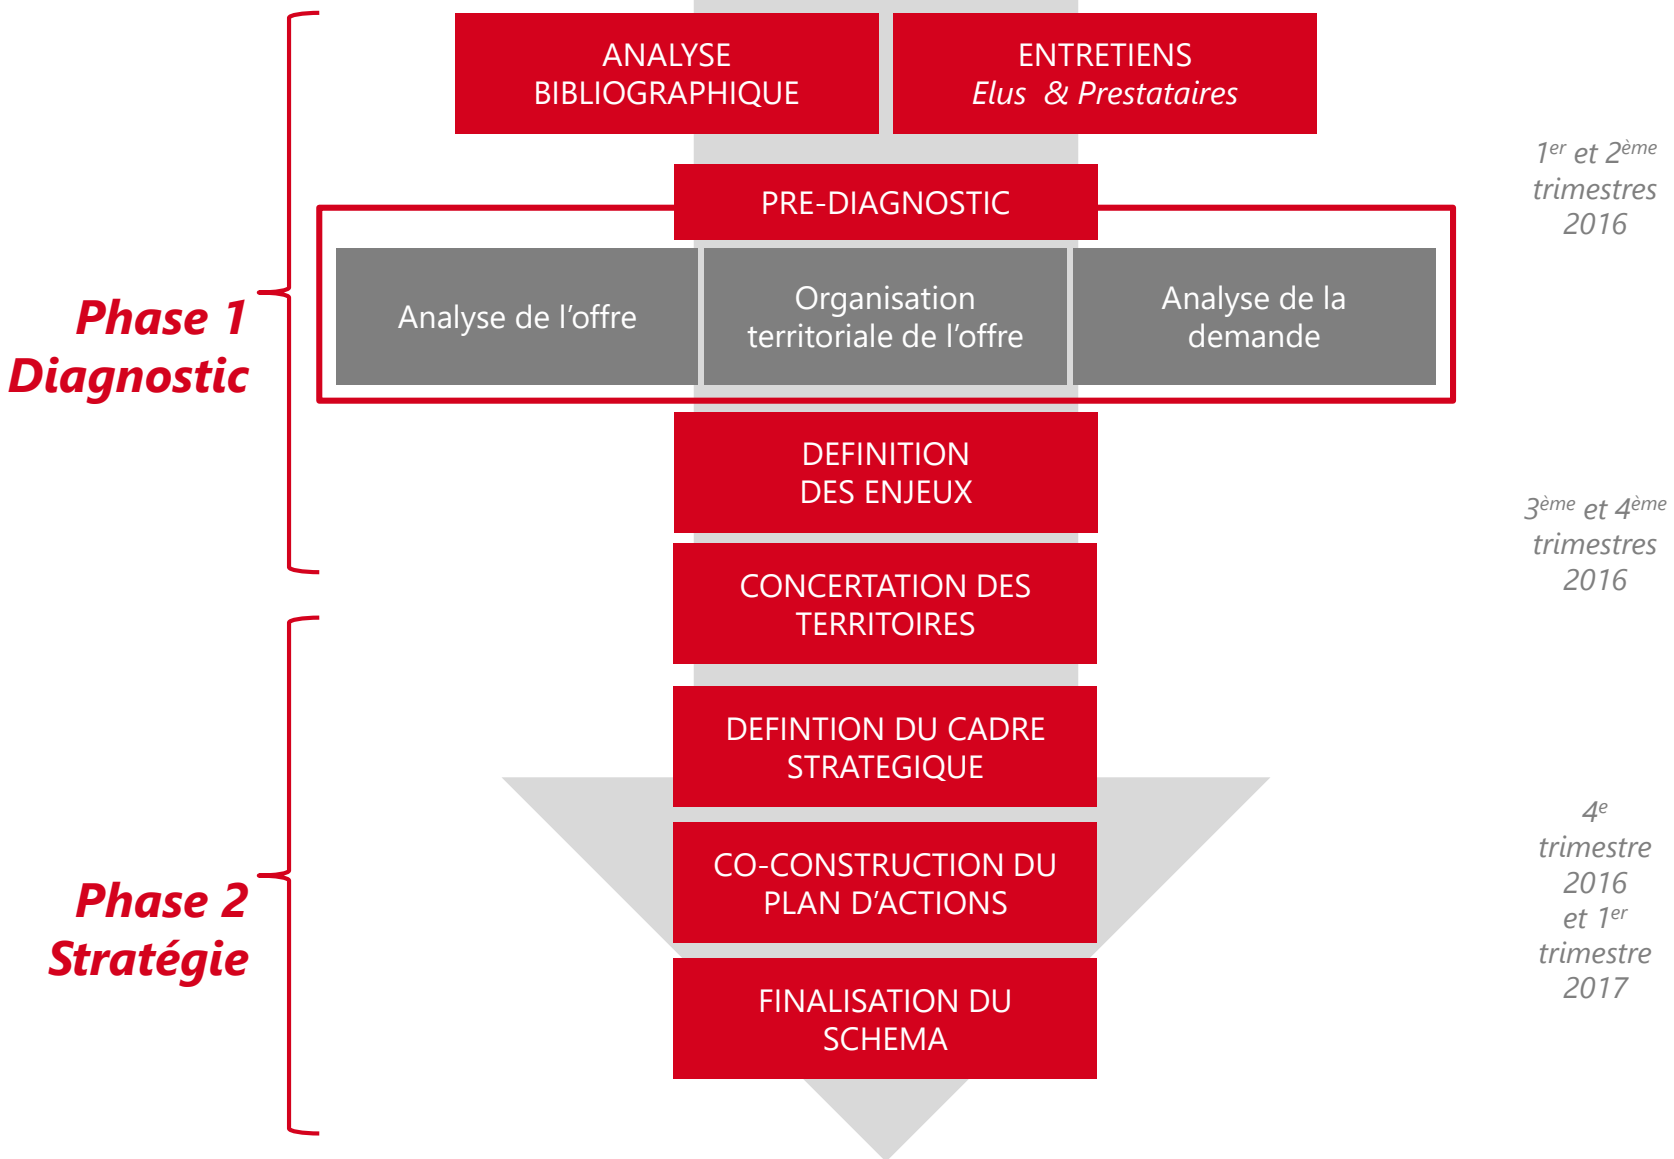 ANALYSE
BIBLIOGRAPHIQUE
ENTRETIENS
Elus & Prestataires
1er et 2ème
trimestres
2016
PRE-DIAGNOSTIC
Phase 1
Diagnostic
Analyse de l’offre
Organisation
territoriale de l’offre
Analyse de la
demande
DEFINITION
DES ENJEUX
3ème et 4ème
trimestres
2016
CONCERTATION DES
TERRITOIRES
DEFINTION DU CADRE
STRATEGIQUE
Phase 2
Stratégie
CO-CONSTRUCTION DU
PLAN D’ACTIONS
4e
trimestre
2016
et 1er
trimestre
2017
FINALISATION DU
SCHEMA